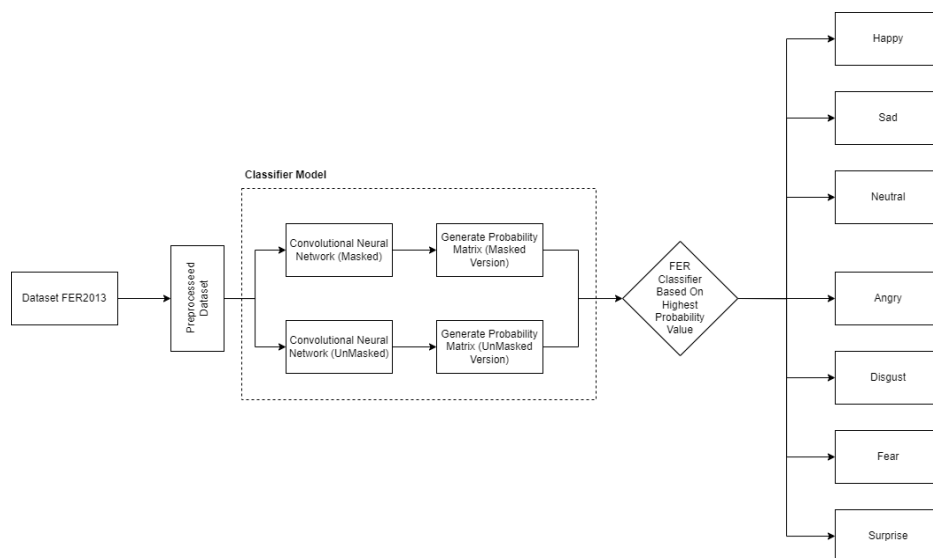 Classifier Model
Dataset FER2013
Preprocesseed
Dataset
Convolutional Neural
Network (Masked)
Generate Probability
Matrix (Masked
Version)
Convolutional Neural
Network (UnMasked)
Generate Probability
Matrix (UnMasked
Version)
FER
Classifier
Based On
Highest
Probability
Value
Happy
Sad
Neutral
Angry
Disgust
Fear
Surprise